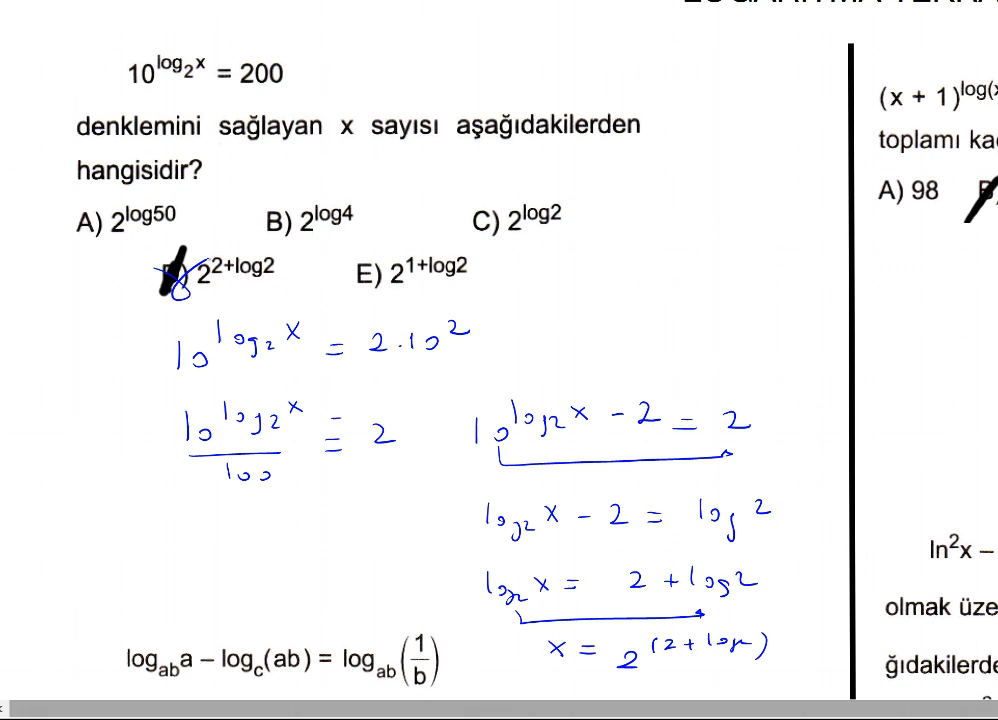 10^log₂x = 200
denklemini sağlayan x sayısı aşağıdakilerden
hangisidir?
A) 2^log50 B) 2^log4 C) 2^log2
2^2+log2 E) 2^1+log2
10^log₂x = 2.10²
10^log₂x / 100 = 2
10^log₂x - 2 = 2
log₂x - 2 = log2
log₂x = 2 + log2
x = 2^(2 + log2)
log_ab a – log_c(ab) = log_ab(1/b)
(x + 1)^log(x
toplamı ka
A) 98
ln²x –
olmak üze
ğıdakilerde